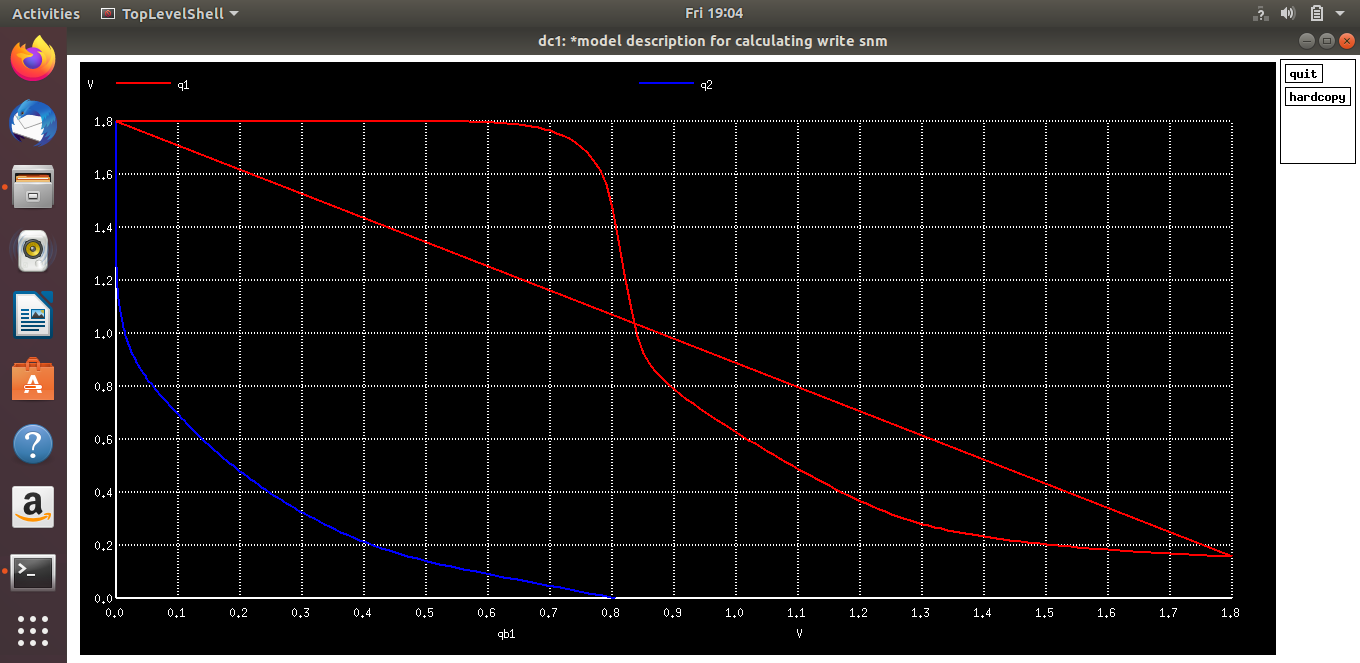 Activities TopLevelShell Fri 19:04
dc1: *model description for calculating write snm
quit
hardcopy
V q1 q2
1.8
1.6
1.4
1.2
1.0
0.8
0.6
0.4
0.2
0.0
0.0 0.1 0.2 0.3 0.4 0.5 0.6 0.7 0.8 0.9 1.0 1.1 1.2 1.3 1.4 1.5 1.6 1.7 1.8
qb1 V